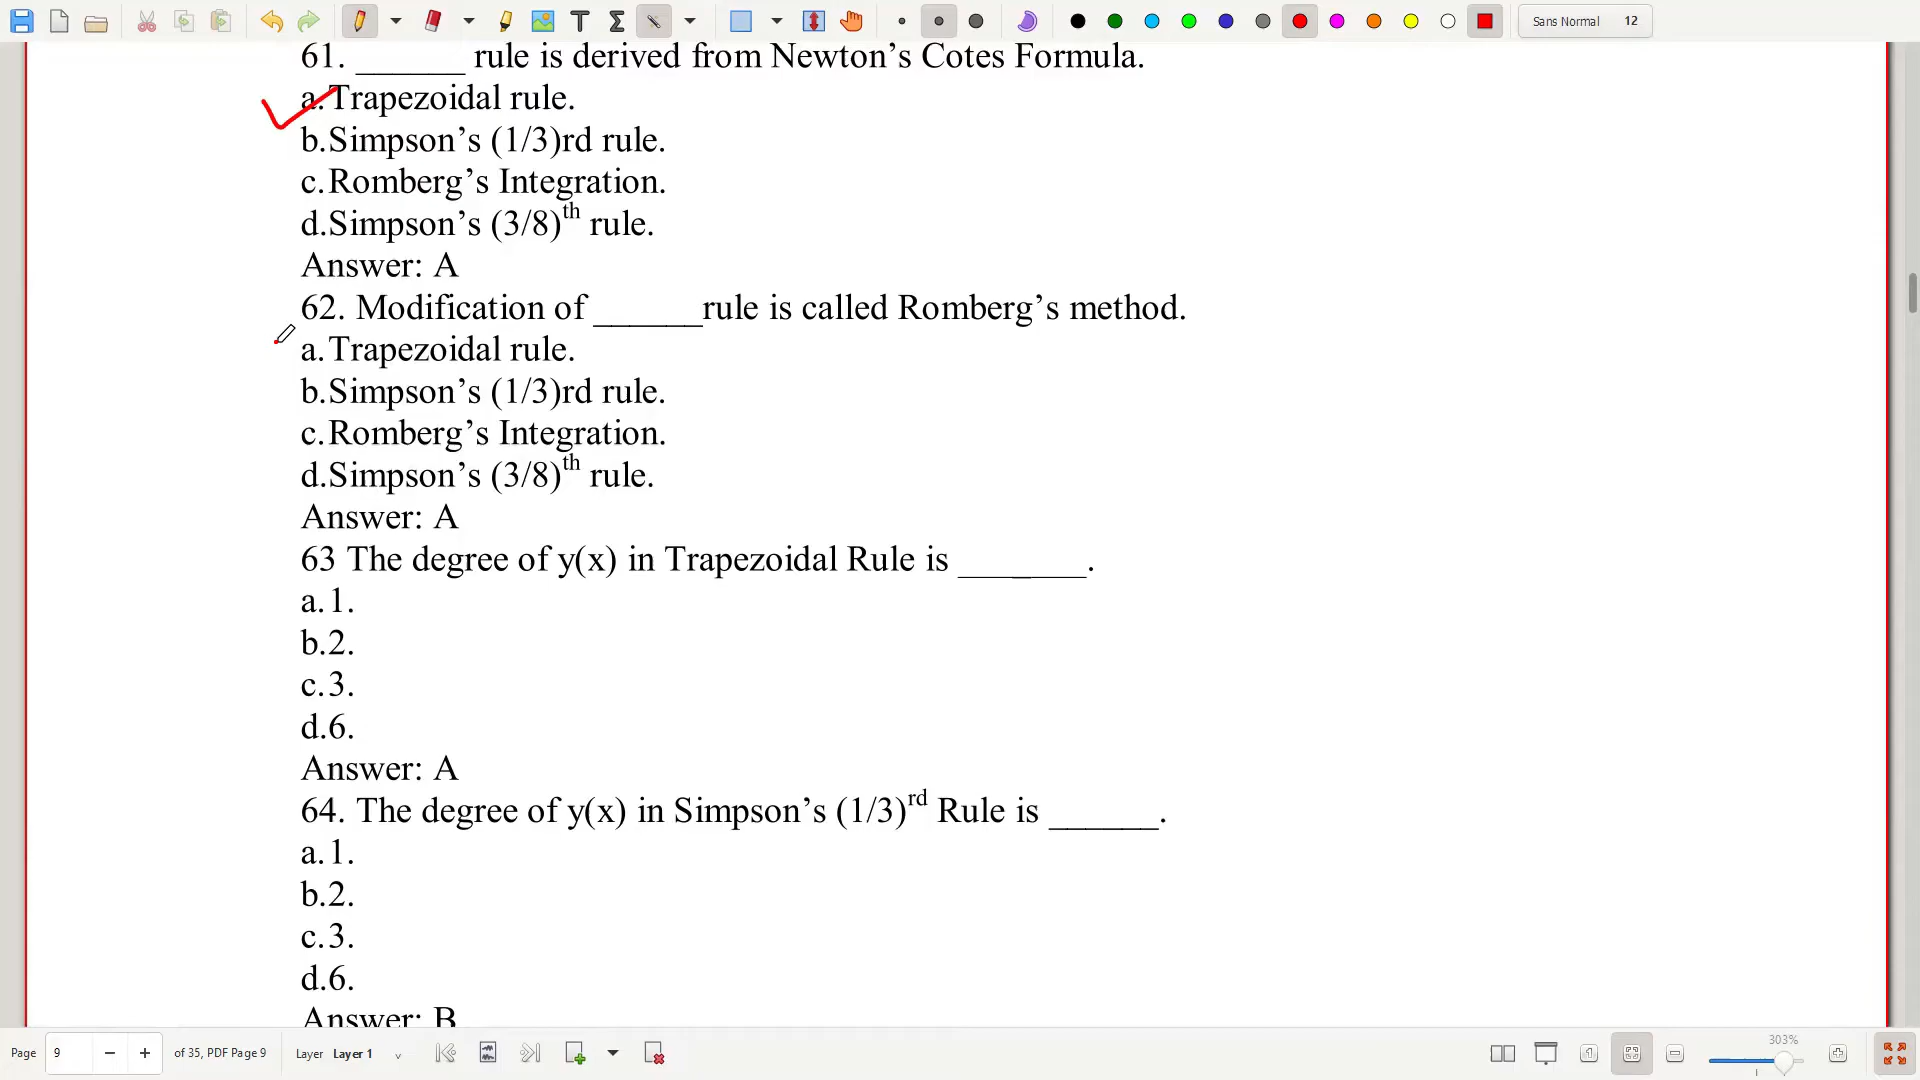 Sans Normal 12
61. ______ rule is derived from Newton’s Cotes Formula.
a.Trapezoidal rule.
b.Simpson’s (1/3)rd rule.
c.Romberg’s Integration.
d.Simpson’s (3/8)th rule.
Answer: A
62. Modification of ______rule is called Romberg’s method.
a.Trapezoidal rule.
b.Simpson’s (1/3)rd rule.
c.Romberg’s Integration.
d.Simpson’s (3/8)th rule.
Answer: A
63 The degree of y(x) in Trapezoidal Rule is _______.
a.1.
b.2.
c.3.
d.6.
Answer: A
64. The degree of y(x) in Simpson’s (1/3)rd Rule is ______.
a.1.
b.2.
c.3.
d.6.
Answer: B
Page 9 of 35, PDF Page 9 Layer Layer 1 303%